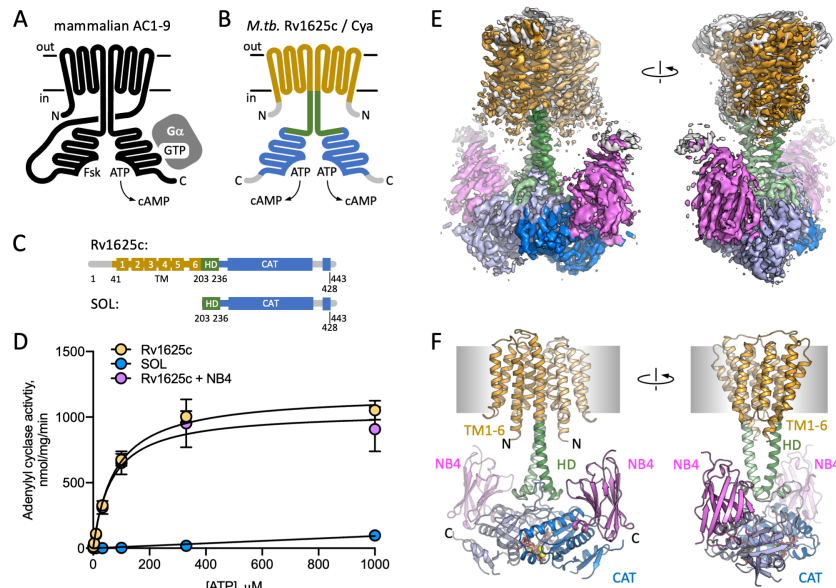 A
mammalian AC1-9
out
in
N
Gα
GTP
Fsk
ATP
C
cAMP
B
M.tb. Rv1625c / Cya
out
in
N
N
C
ATP
ATP
C
cAMP
cAMP
C
Rv1625c:
1 2 3 4 5 6 HD CAT
1 41 TM 203 236 443
428
SOL:
HD CAT
203 236 443
428
D
Rv1625c
SOL
Rv1625c + NB4
Adenylyl cyclase activtiy,
nmol/mg/min
1500
1000
500
0
0 200 400 600 800 1000
[ATP], μM
E
F
TM1-6
N N
HD
NB4
NB4
C
C
CAT
TM1-6
HD
NB4
NB4
CAT